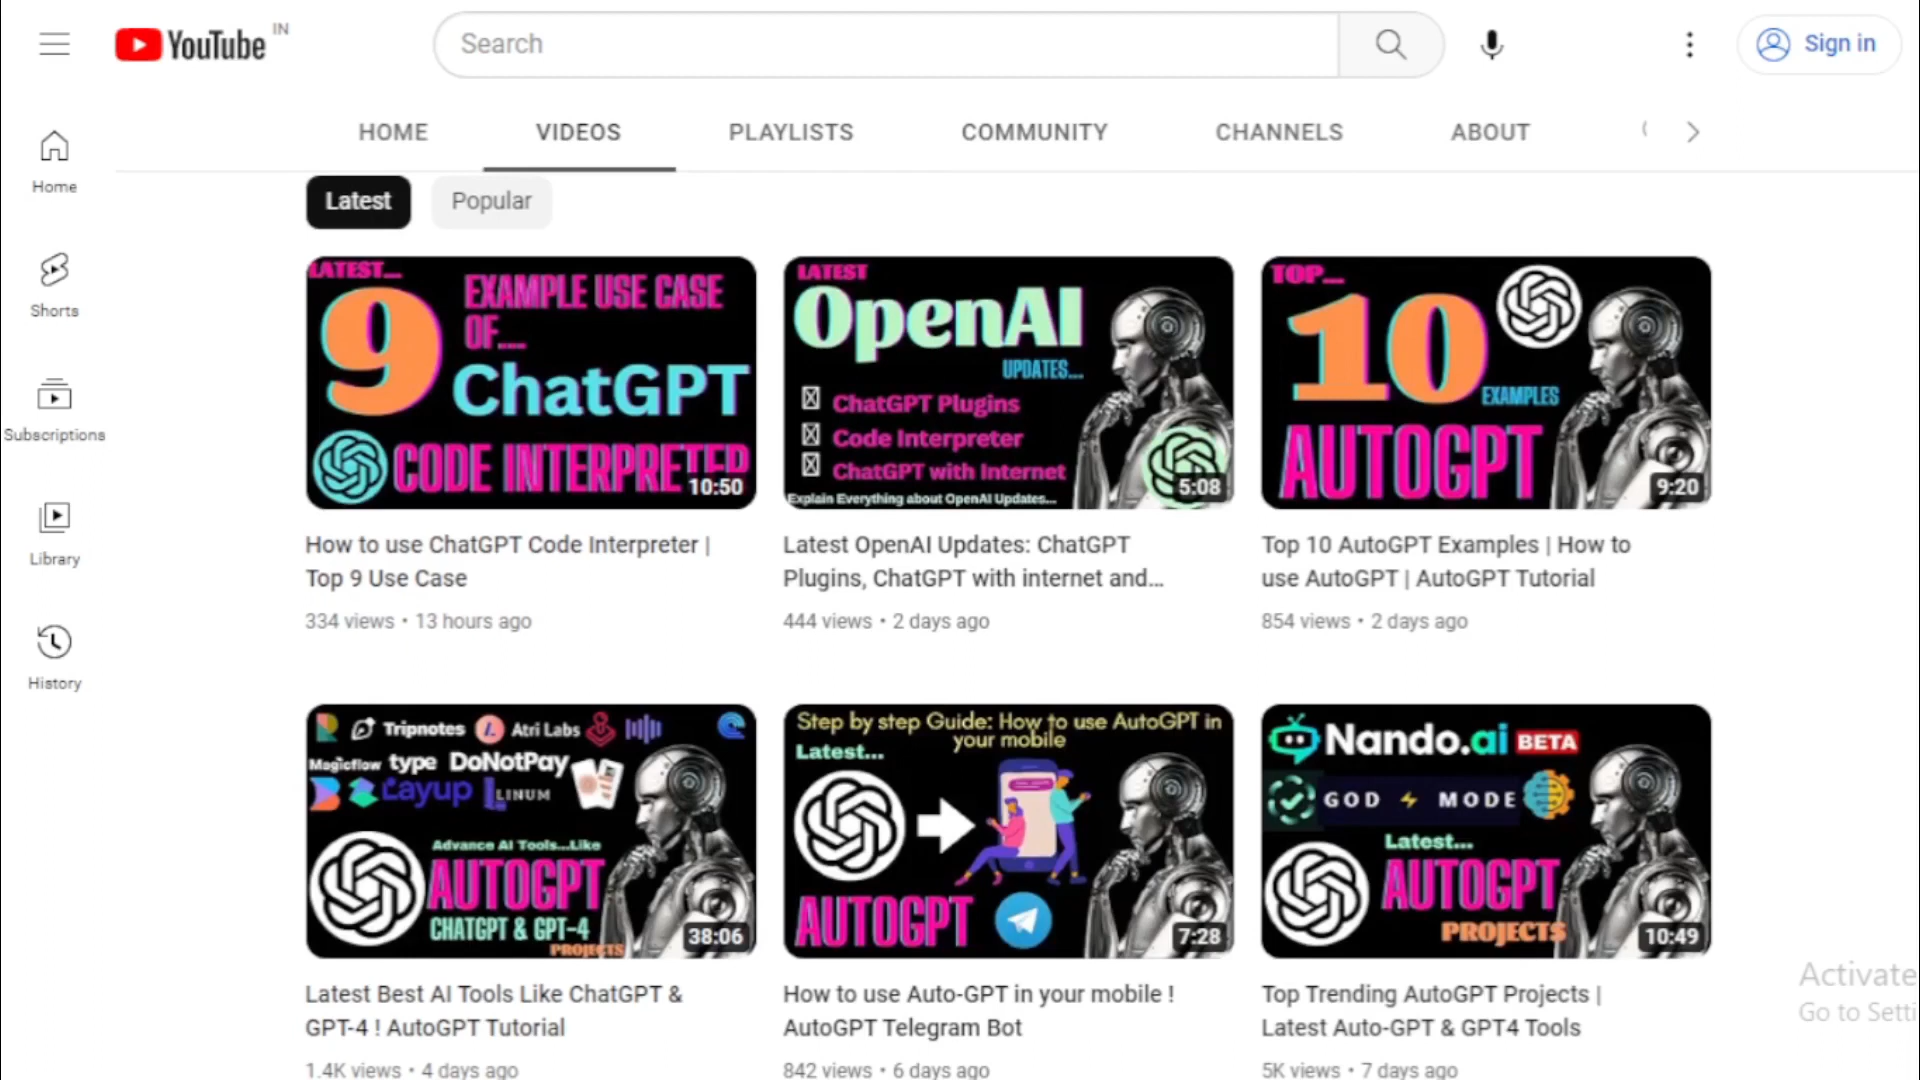 YouTube IN
Search
Sign in
HOME VIDEOS PLAYLISTS COMMUNITY CHANNELS ABOUT
Home
Shorts
Subscriptions
Library
History
Latest Popular
LATEST...
9
EXAMPLE USE CASE
OF....
ChatGPT
CODE INTERPRETER
10:50
How to use ChatGPT Code Interpreter |
Top 9 Use Case
334 views • 13 hours ago
LATEST
OpenAI
UPDATES...
ChatGPT Plugins
Code Interpreter
ChatGPT with Internet
Explain Everything about OpenAI Updates...
5:08
Latest OpenAI Updates: ChatGPT
Plugins, ChatGPT with internet and...
444 views • 2 days ago
TOP...
10
EXAMPLES
AUTOGPT
9:20
Top 10 AutoGPT Examples | How to
use AutoGPT | AutoGPT Tutorial
854 views • 2 days ago
Tripnotes Atri Labs
Magicflow type DoNotPay
Layup LINUM
Advance AI Tools...Like
AUTOGPT
CHATGPT & GPT-4
PROJECTS
38:06
Latest Best AI Tools Like ChatGPT &
GPT-4 ! AutoGPT Tutorial
1.4K views • 4 days ago
Step by step Guide: How to use AutoGPT in
your mobile
Latest...
AUTOGPT
7:28
How to use Auto-GPT in your mobile !
AutoGPT Telegram Bot
842 views • 6 days ago
Nando.ai BETA
GOD MODE
Latest...
AUTOGPT
PROJECTS
10:49
Top Trending AutoGPT Projects |
Latest Auto-GPT & GPT4 Tools
5K views • 7 days ago
Activate
Go to Setti